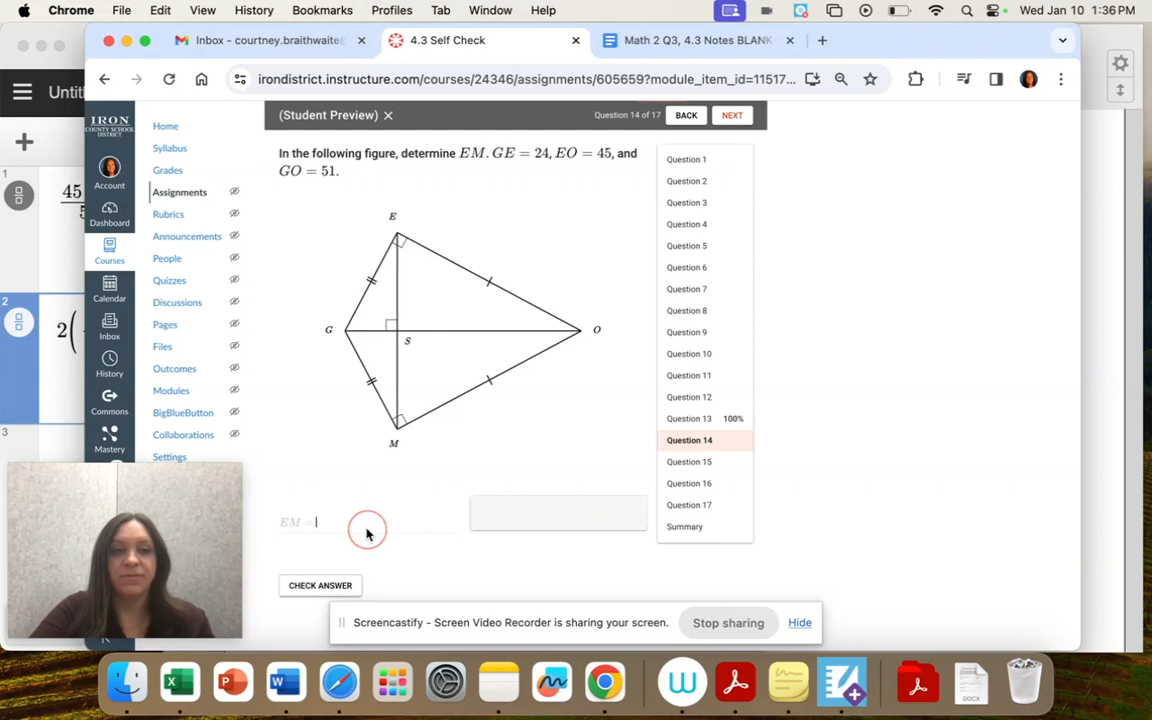 Chrome File Edit View History Bookmarks Profiles Tab Window Help Wed Jan 10 1:36 PM
Inbox - courtney.braithwaite@
4.3 Self Check
Math 2 Q3, 4.3 Notes BLANK
irondistrict.instructure.com/courses/24346/assignments/605659?module_item_id=11517...
IRON
COUNTY SCHOOL
DISTRICT
Account
Dashboard
Courses
Calendar
Inbox
History
Commons
Mastery
Home
Syllabus
Grades
Assignments
Rubrics
Announcements
People
Quizzes
Discussions
Pages
Files
Outcomes
Modules
BigBlueButton
Collaborations
Settings
(Student Preview)
Question 14 of 17
BACK
NEXT
In the following figure, determine EM. GE = 24, EO = 45, and
GO = 51.
E
G
S
O
M
EM =
CHECK ANSWER
Question 1
Question 2
Question 3
Question 4
Question 5
Question 6
Question 7
Question 8
Question 9
Question 10
Question 11
Question 12
Question 13 100%
Question 14
Question 15
Question 16
Question 17
Summary
Screencastify - Screen Video Recorder is sharing your screen.
Stop sharing
Hide
1
45
2
2(
3
DOCX